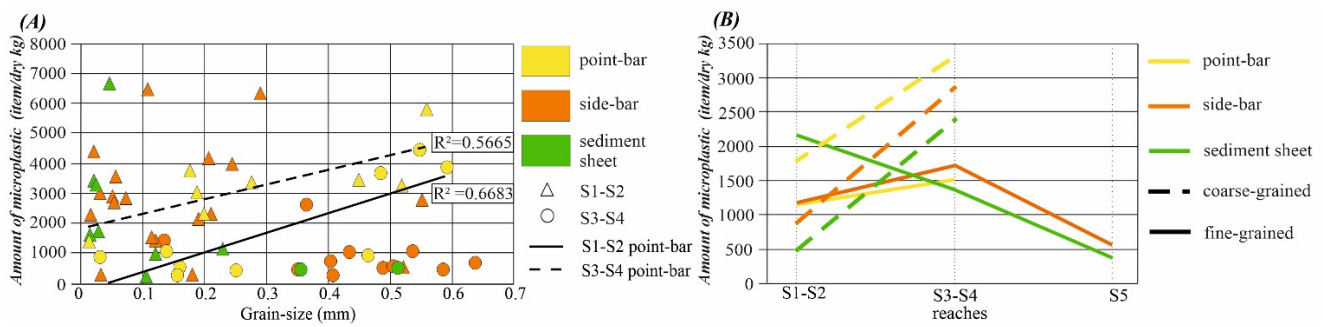 (A)
Amount of microplastic (item/dry kg)
8000
7000
6000
5000
4000
3000
2000
1000
0
0
0.1
0.2
0.3
0.4
0.5
0.6
0.7
Grain-size (mm)
R²=0.5665
R²=0.6683
point-bar
side-bar
sediment
sheet
S1-S2
S3-S4
S1-S2 point-bar
S3-S4 point-bar
(B)
Amount of microplastic (item/dry kg)
3500
3000
2500
2000
1500
1000
500
0
S1-S2
S3-S4
S5
reaches
point-bar
side-bar
sediment sheet
coarse-grained
fine-grained